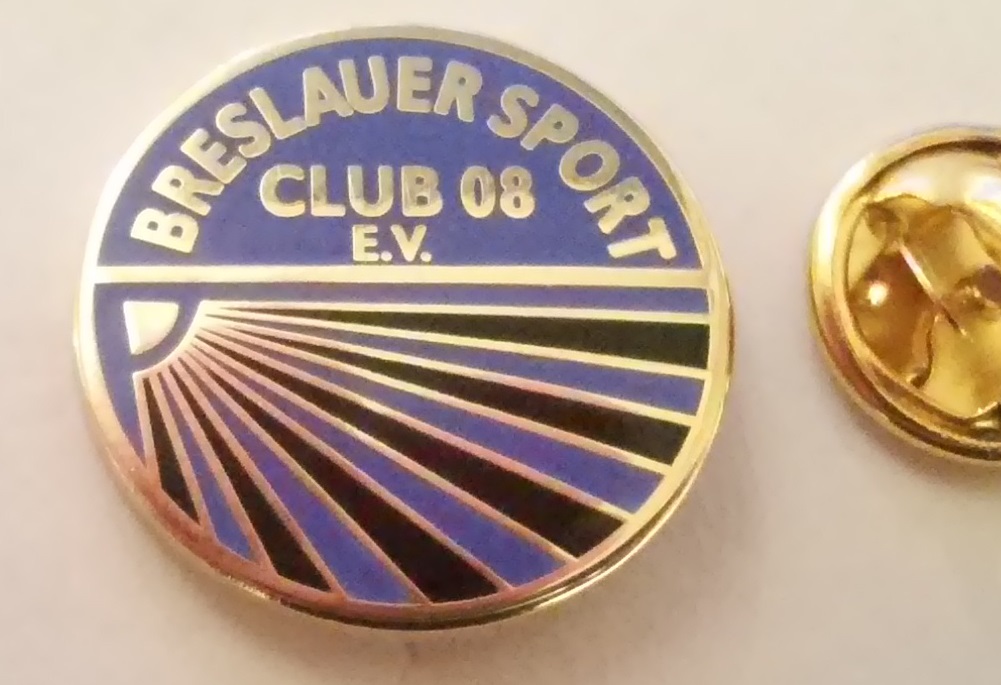 BRESLAUER SPORT
CLUB 08
E.V.